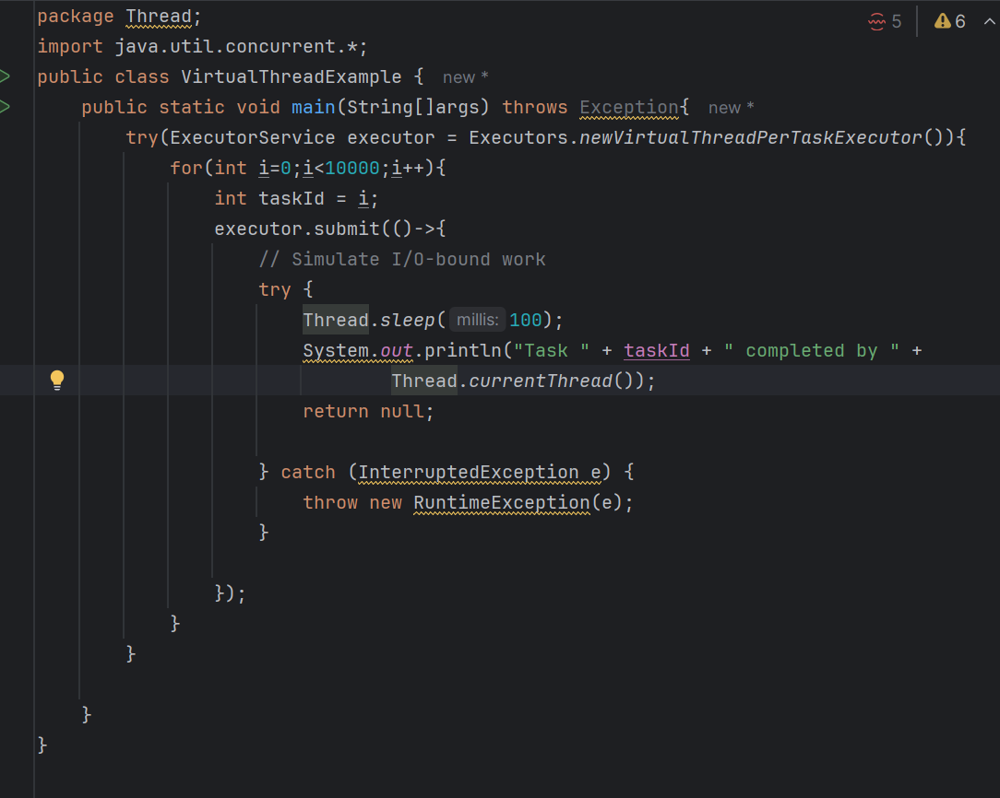 package Thread; 5 6
import java.util.concurrent.*;
public class VirtualThreadExample { new *
    public static void main(String[]args) throws Exception{ new *
        try(ExecutorService executor = Executors.newVirtualThreadPerTaskExecutor()){
            for(int i=0;i<10000;i++){
                int taskId = i;
                executor.submit(()->{
                    // Simulate I/O-bound work
                    try {
                        Thread.sleep( millis: 100);
                        System.out.println("Task " + taskId + " completed by " +
                                Thread.currentThread());
                        return null;
                    } catch (InterruptedException e) {
                        throw new RuntimeException(e);
                    }
                });
            }
        }
    }
}